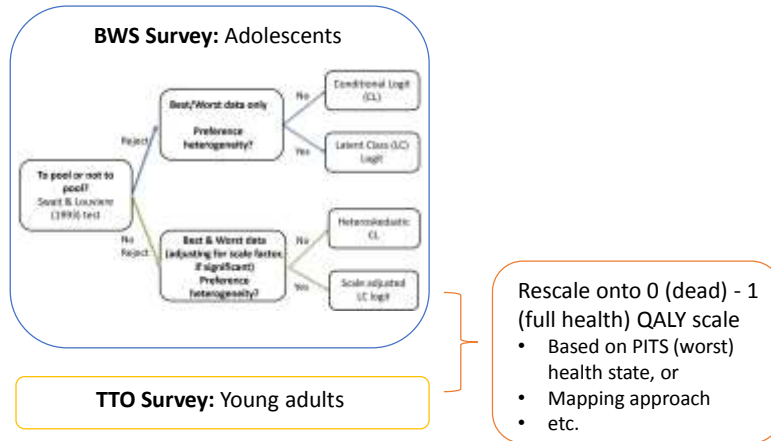 BWS Survey: Adolescents
Best/Worst data only
Preference
heterogeneity?
No
Conditional Logit
(CL)
Yes
Latent Class (LC)
Logit
Reject
To pool or not to
pool?
Swait & Louviere
(1993) test
No
Reject
Best & Worst data
(adjusting for scale factor,
if significant)
Preference
heterogeneity?
No
Heteroskedastic
CL
Yes
Scale adjusted
LC logit
TTO Survey: Young adults
Rescale onto 0 (dead) - 1
(full health) QALY scale
• Based on PITS (worst)
health state, or
• Mapping approach
• etc.